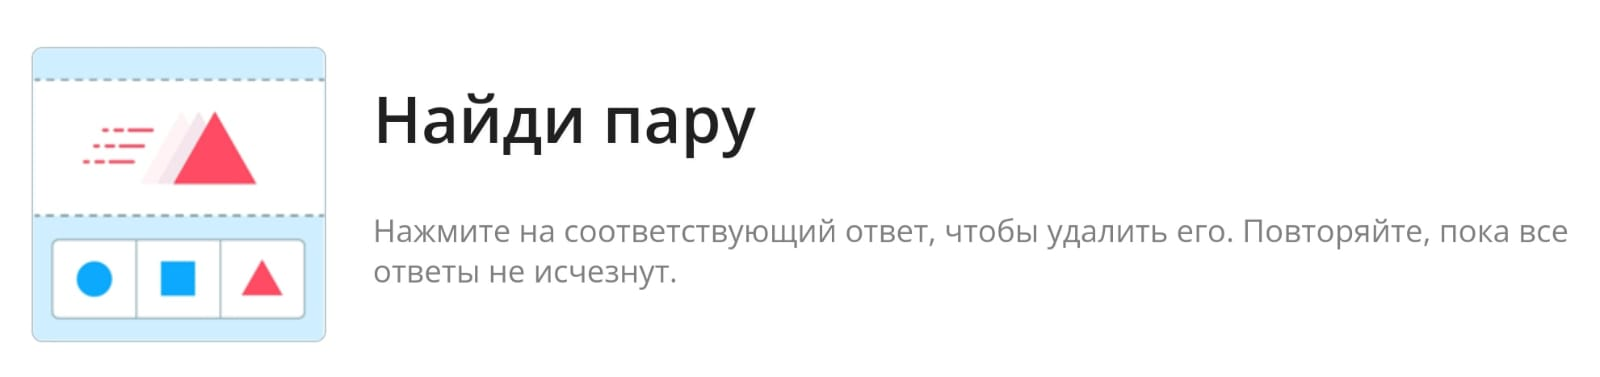 Найди пару
Нажмите на соответствующий ответ, чтобы удалить его. Повторяйте, пока все
ответы не исчезнут.